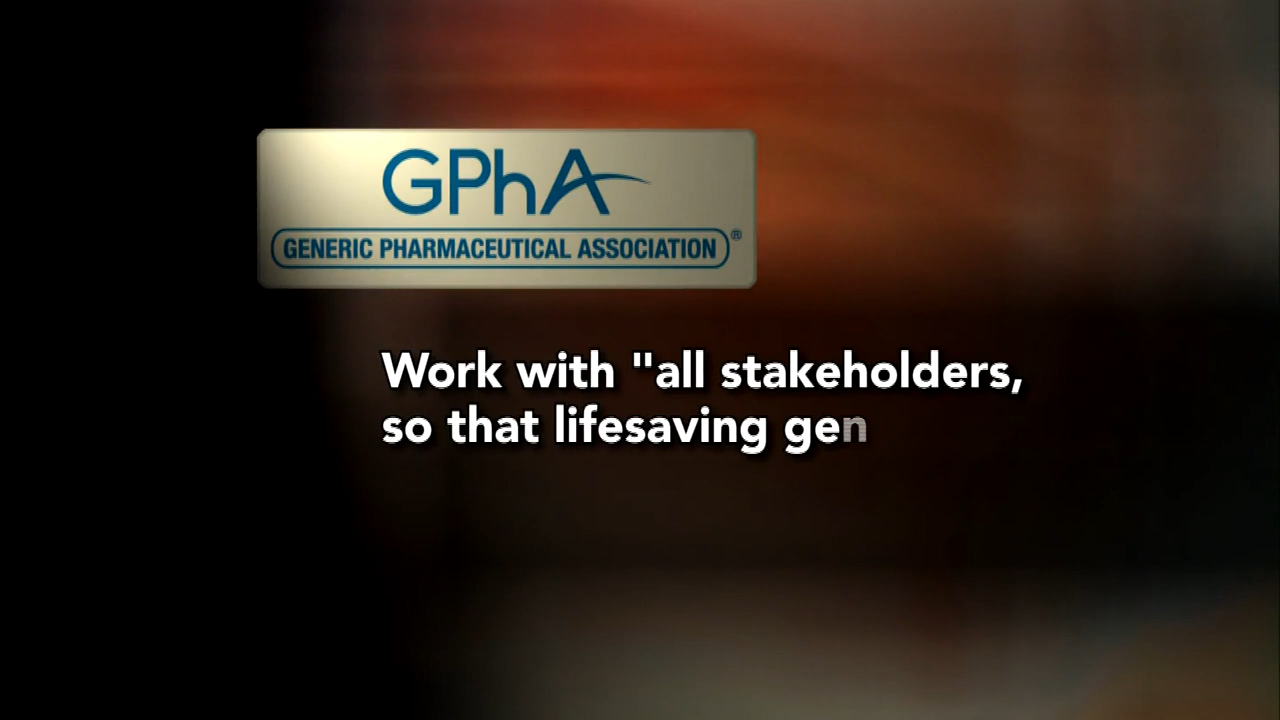 GPhA
GENERIC PHARMACEUTICAL ASSOCIATION®
Work with "all stakeholders,
so that lifesaving gen